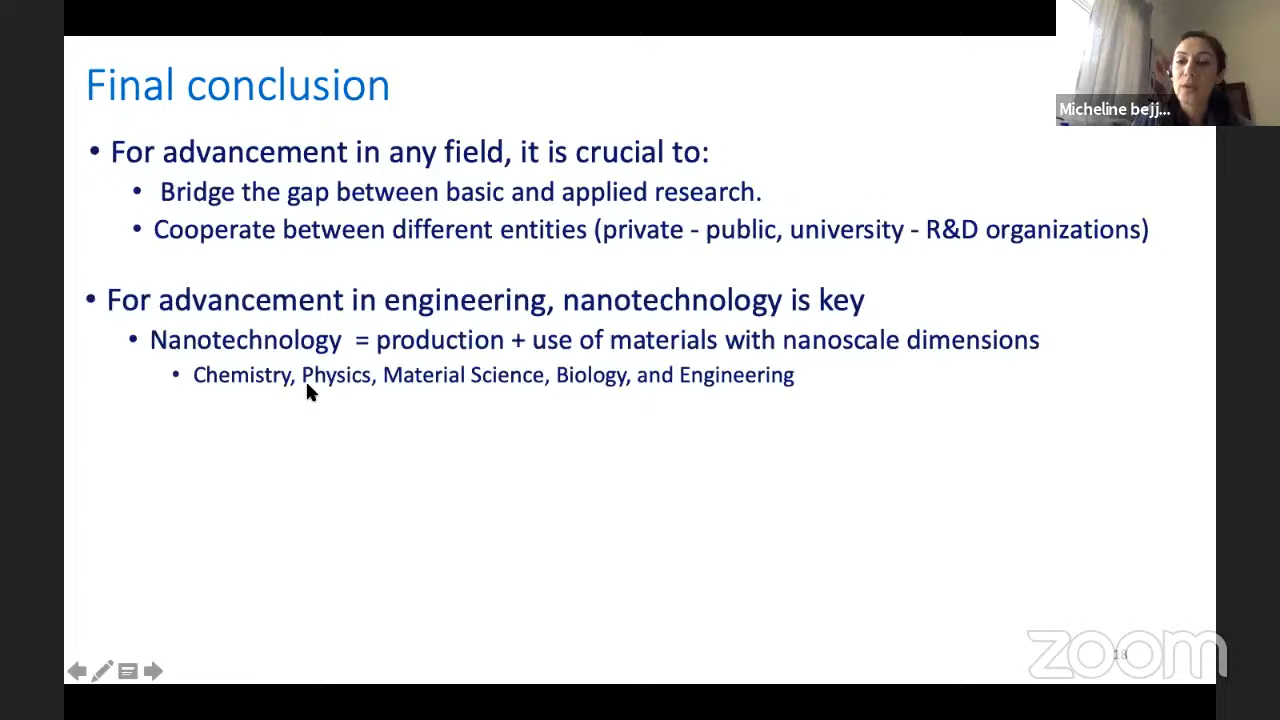 Final conclusion
• For advancement in any field, it is crucial to:
• Bridge the gap between basic and applied research.
• Cooperate between different entities (private - public, university - R&D organizations)
• For advancement in engineering, nanotechnology is key
• Nanotechnology = production + use of materials with nanoscale dimensions
• Chemistry, Physics, Material Science, Biology, and Engineering
Micheline bejj...
zoom
18